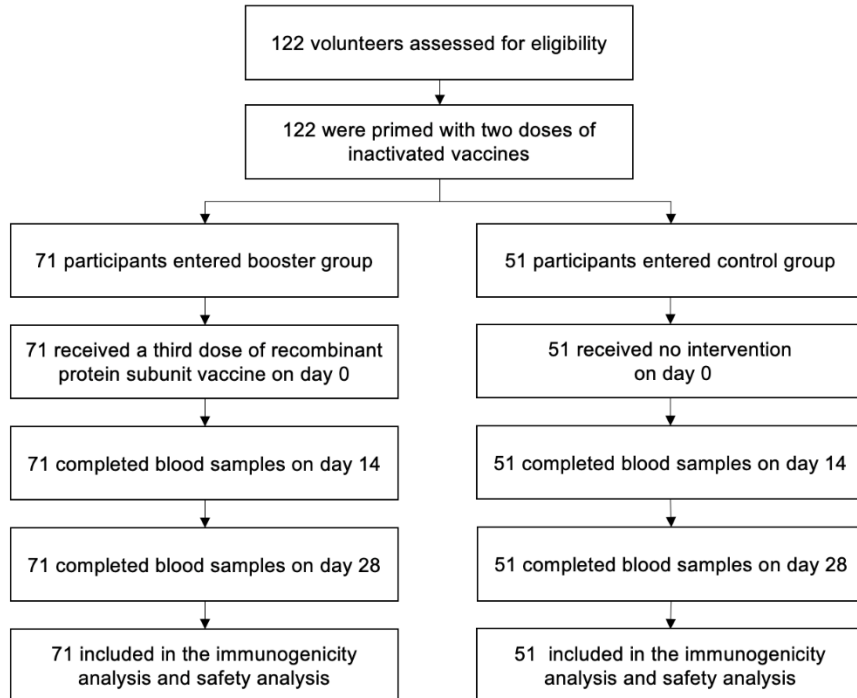 122 volunteers assessed for eligibility
122 were primed with two doses of
inactivated vaccines
71 participants entered booster group
71 received a third dose of recombinant
protein subunit vaccine on day 0
71 completed blood samples on day 14
71 completed blood samples on day 28
71 included in the immunogenicity
analysis and safety analysis
51 participants entered control group
51 received no intervention
on day 0
51 completed blood samples on day 14
51 completed blood samples on day 28
51 included in the immunogenicity
analysis and safety analysis